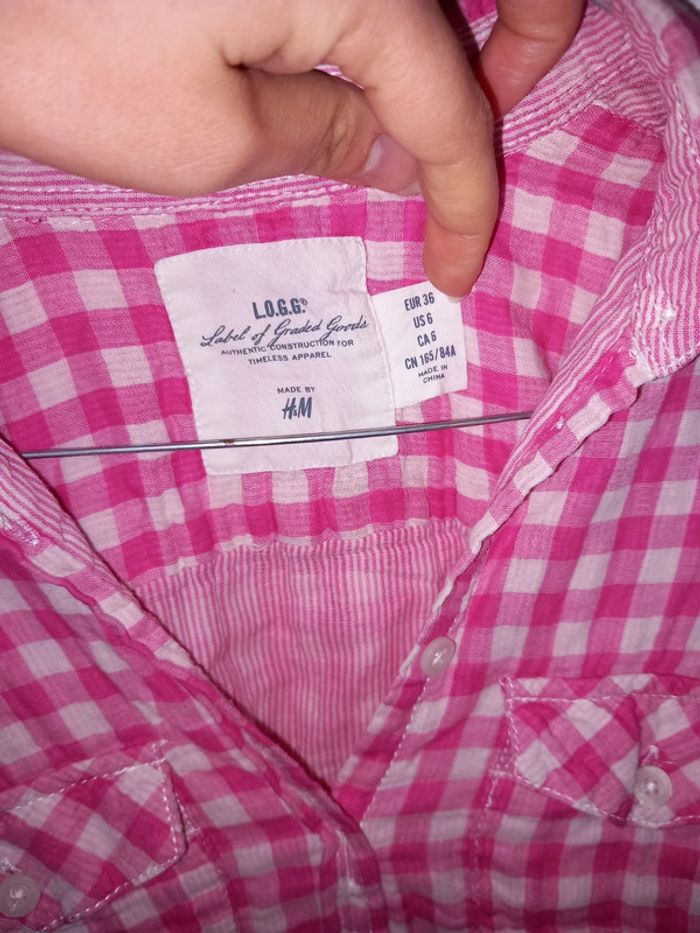 L.O.G.G.®
Label of Graded Goods
AUTHENTIC CONSTRUCTION FOR
TIMELESS APPAREL
MADE BY
H&M
EUR 36
US 6
CA 6
CN 165/84A
MADE IN
CHINA